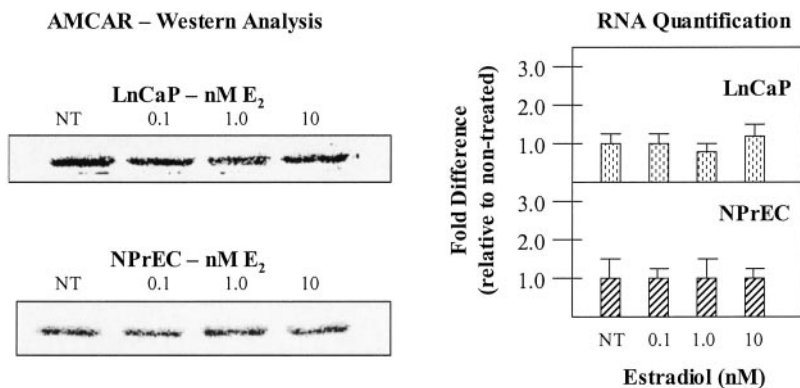 AMCAR – Western Analysis
LnCaP – nM E2
NT 0.1 1.0 10
NPrEC – nM E2
NT 0.1 1.0 10
RNA Quantification
Fold Difference
(relative to non-treated)
3.0
2.0
1.0
LnCaP
3.0
2.0
1.0
NPrEC
NT 0.1 1.0 10
Estradiol (nM)